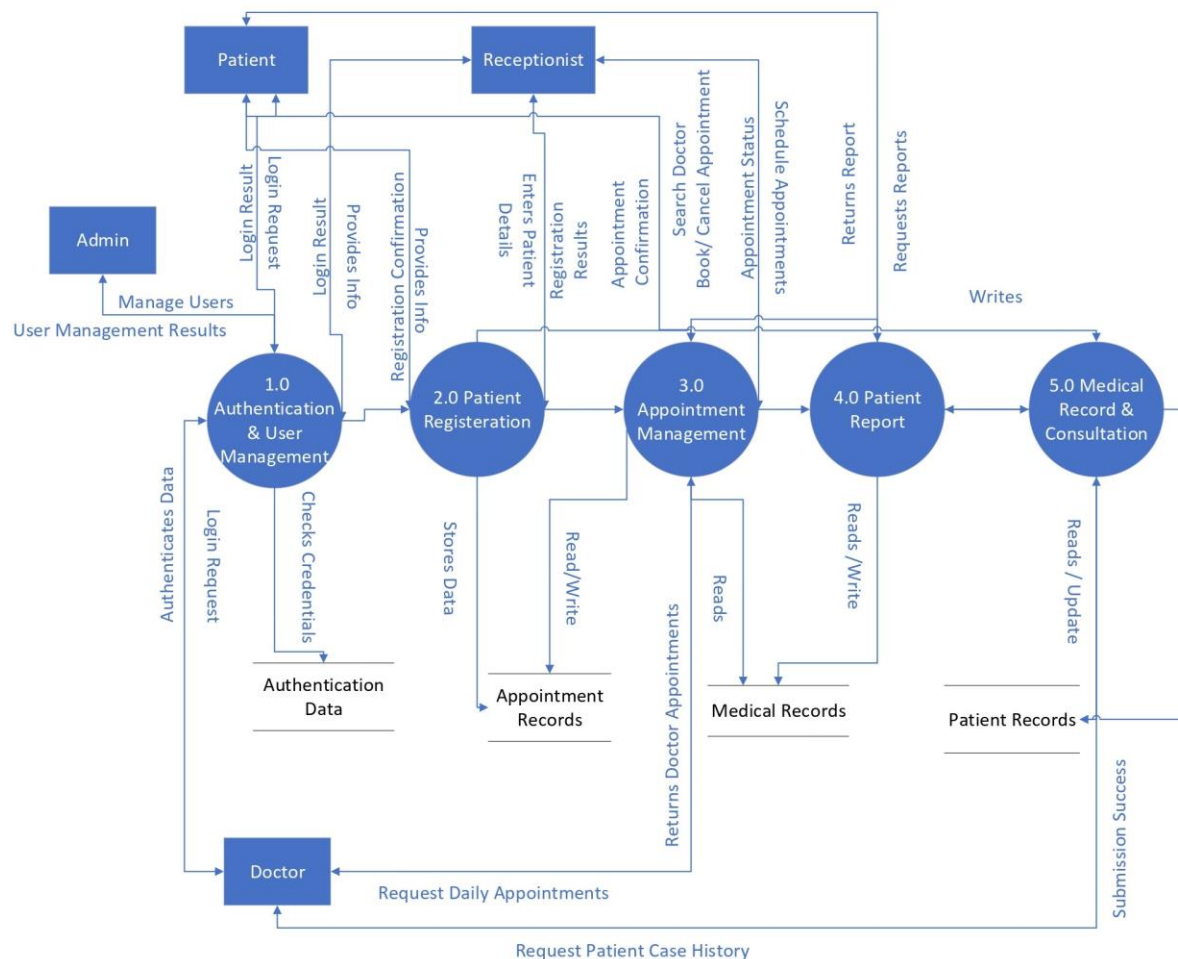 Patient
Receptionist
Admin
Manage Users
User Management Results
Login Result
Login Request
Login Result
Provides Info
Registration Confirmation
Provides Info
Enters Patient
Details
Registration
Results
Appointment
Confirmation
Search Doctor
Book/ Cancel Appointment
Appointment Status
Schedule Appointments
Returns Report
Requests Reports
Writes
1.0
Authentication
& User
Management
2.0 Patient
Registeration
3.0
Appointment
Management
4.0 Patient
Report
5.0 Medical
Record &
Consultation
Authenticates Data
Login Request
Checks Credentials
Stores Data
Read/Write
Returns Doctor Appointments
Reads
Reads /Write
Reads / Update
Authentication
Data
Appointment
Records
Medical Records
Patient Records
Submission Success
Doctor
Request Daily Appointments
Request Patient Case History